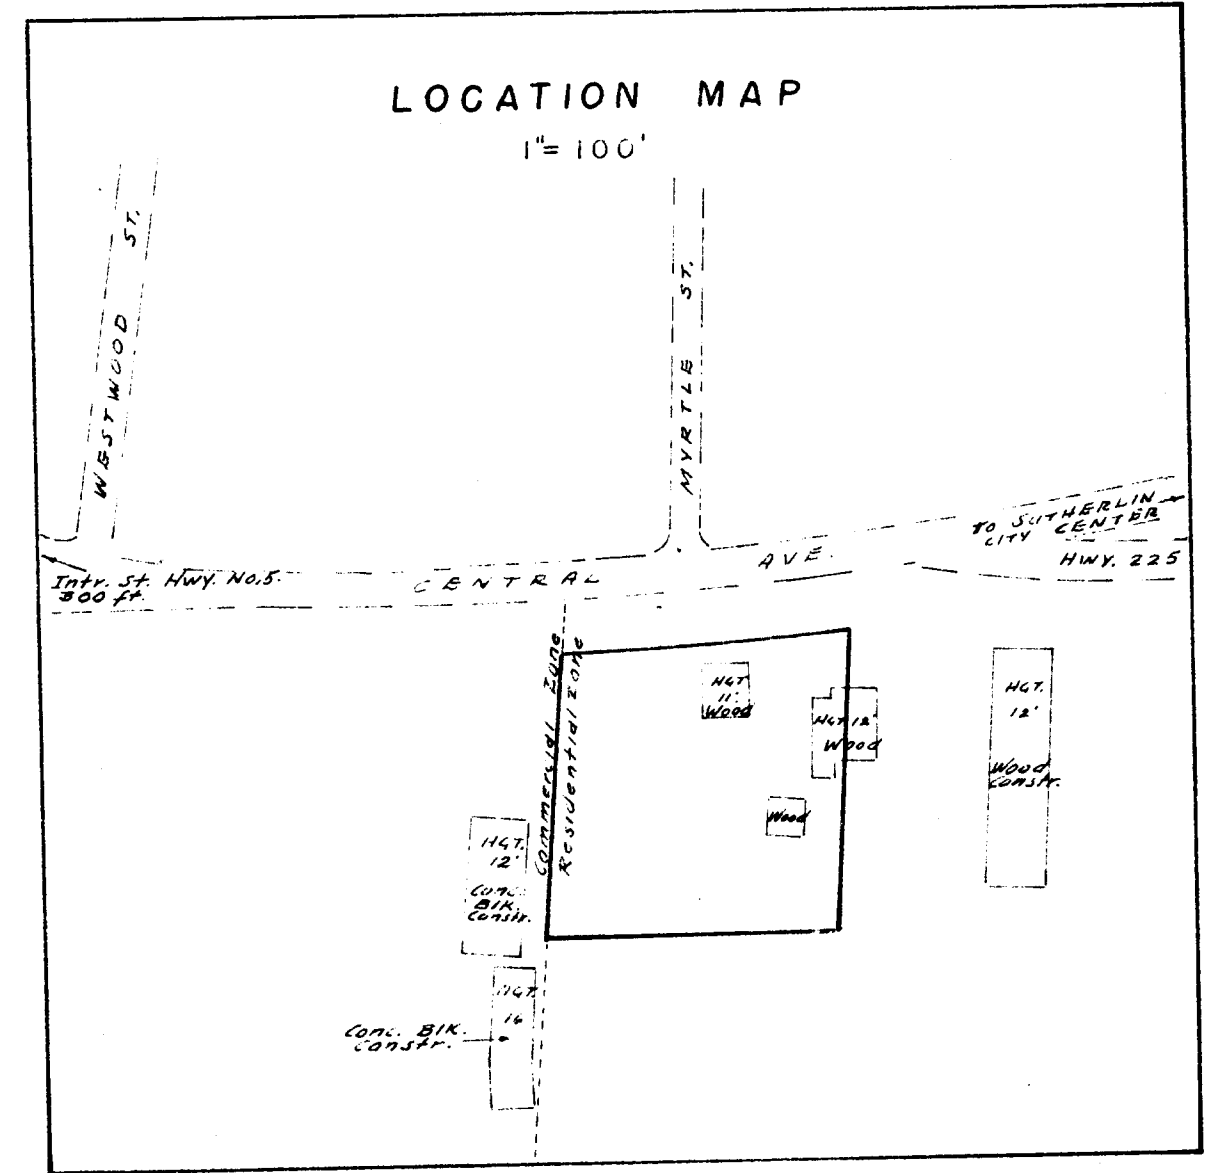 LOCATION MAP
1"= 100'
WESTWOOD ST.
MYRTLE ST.
TO SUTHERLIN
CITY CENTER
HWY. 225
CENTRAL AVE.
Intr. St. HWY. No.5.
300 ft.
Commercial Zone
Residential Zone
HGT
11'
Wood
HGT 12'
Wood
Wood
HGT.
12'
Wood
Constr.
HGT.
12'
Conc.
Blk.
Constr.
HGT.
16
Conc. Blk.
Constr.